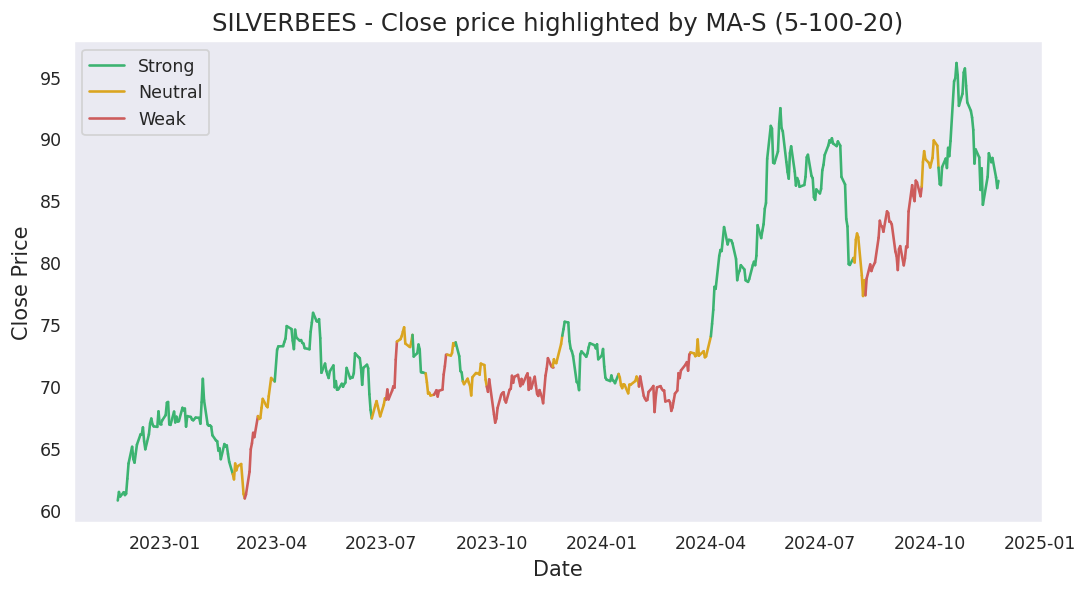 SILVERBEES - Close price highlighted by MA-S (5-100-20)
Strong
Neutral
Weak
Close Price
95
90
85
80
75
70
65
60
2023-01 2023-04 2023-07 2023-10 2024-01 2024-04 2024-07 2024-10 2025-01
Date